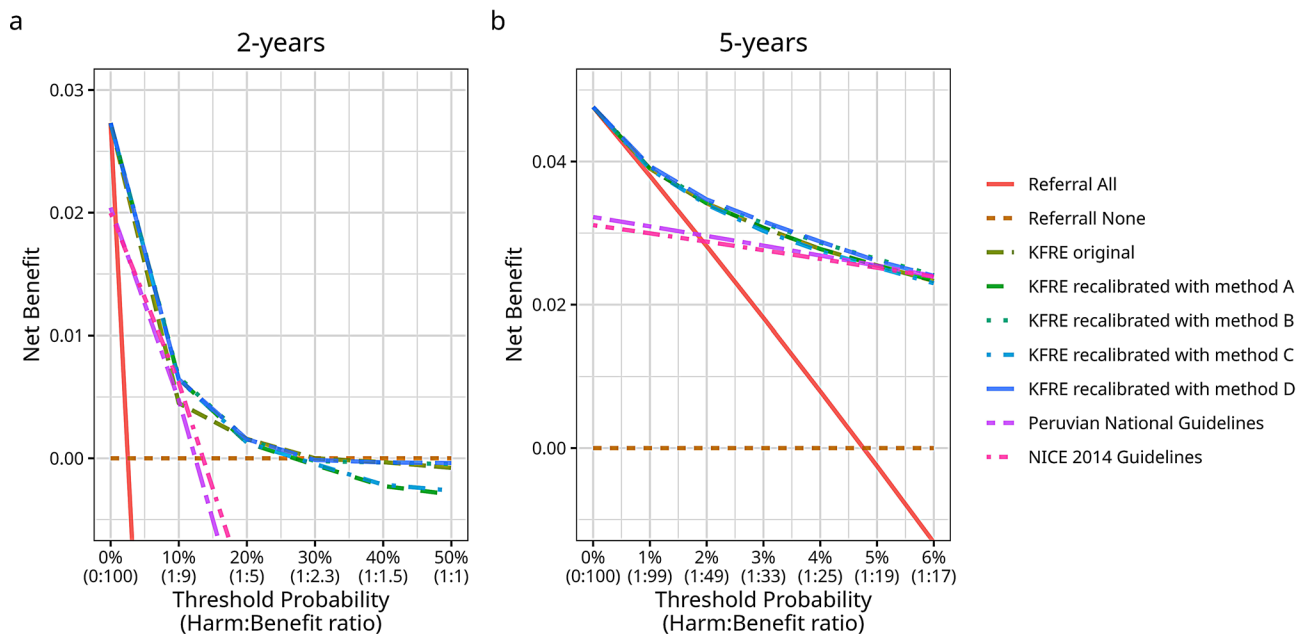 a
2-years
Net Benefit
0.03
0.02
0.01
0.00
0% 10% 20% 30% 40% 50%
(0:100) (1:9) (1:5) (1:2.3) (1:1.5) (1:1)
Threshold Probability
(Harm:Benefit ratio)
b
5-years
Net Benefit
0.04
0.02
0.00
0% 1% 2% 3% 4% 5% 6%
(0:100) (1:99) (1:49) (1:33) (1:25) (1:19) (1:17)
Threshold Probability
(Harm:Benefit ratio)
Referral All
Referrall None
KFRE original
KFRE recalibrated with method A
KFRE recalibrated with method B
KFRE recalibrated with method C
KFRE recalibrated with method D
Peruvian National Guidelines
NICE 2014 Guidelines